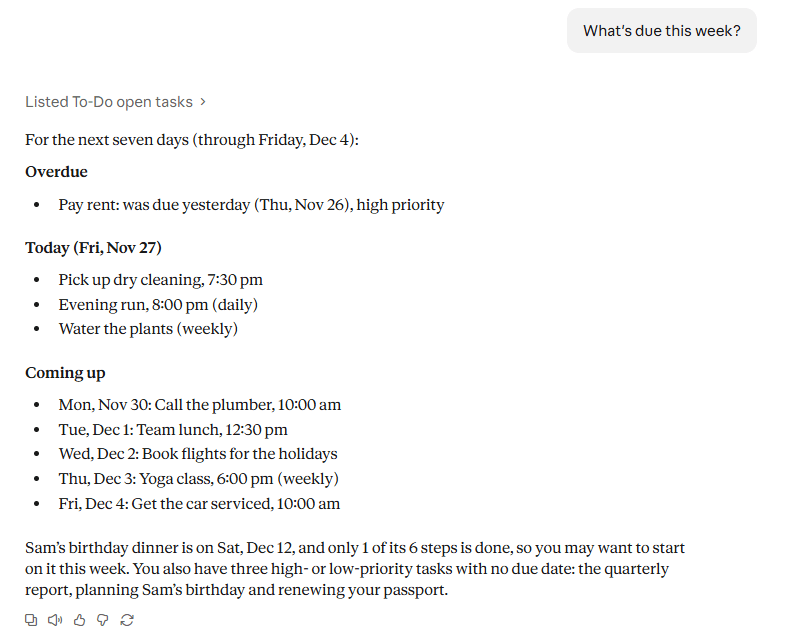 What's due this week?
Listed To-Do open tasks >
For the next seven days (through Friday, Dec 4):
Overdue
• Pay rent: was due yesterday (Thu, Nov 26), high priority
Today (Fri, Nov 27)
• Pick up dry cleaning, 7:30 pm
• Evening run, 8:00 pm (daily)
• Water the plants (weekly)
Coming up
• Mon, Nov 30: Call the plumber, 10:00 am
• Tue, Dec 1: Team lunch, 12:30 pm
• Wed, Dec 2: Book flights for the holidays
• Thu, Dec 3: Yoga class, 6:00 pm (weekly)
• Fri, Dec 4: Get the car serviced, 10:00 am
Sam's birthday dinner is on Sat, Dec 12, and only 1 of its 6 steps is done, so you may want to start
on it this week. You also have three high- or low-priority tasks with no due date: the quarterly
report, planning Sam's birthday and renewing your passport.